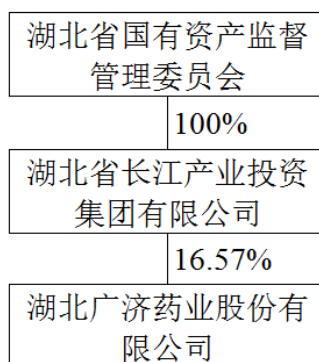 湖北省国有资产监督
管理委员会
100%
湖北省长江产业投资
集团有限公司
16.57%
湖北广济药业股份有
限公司